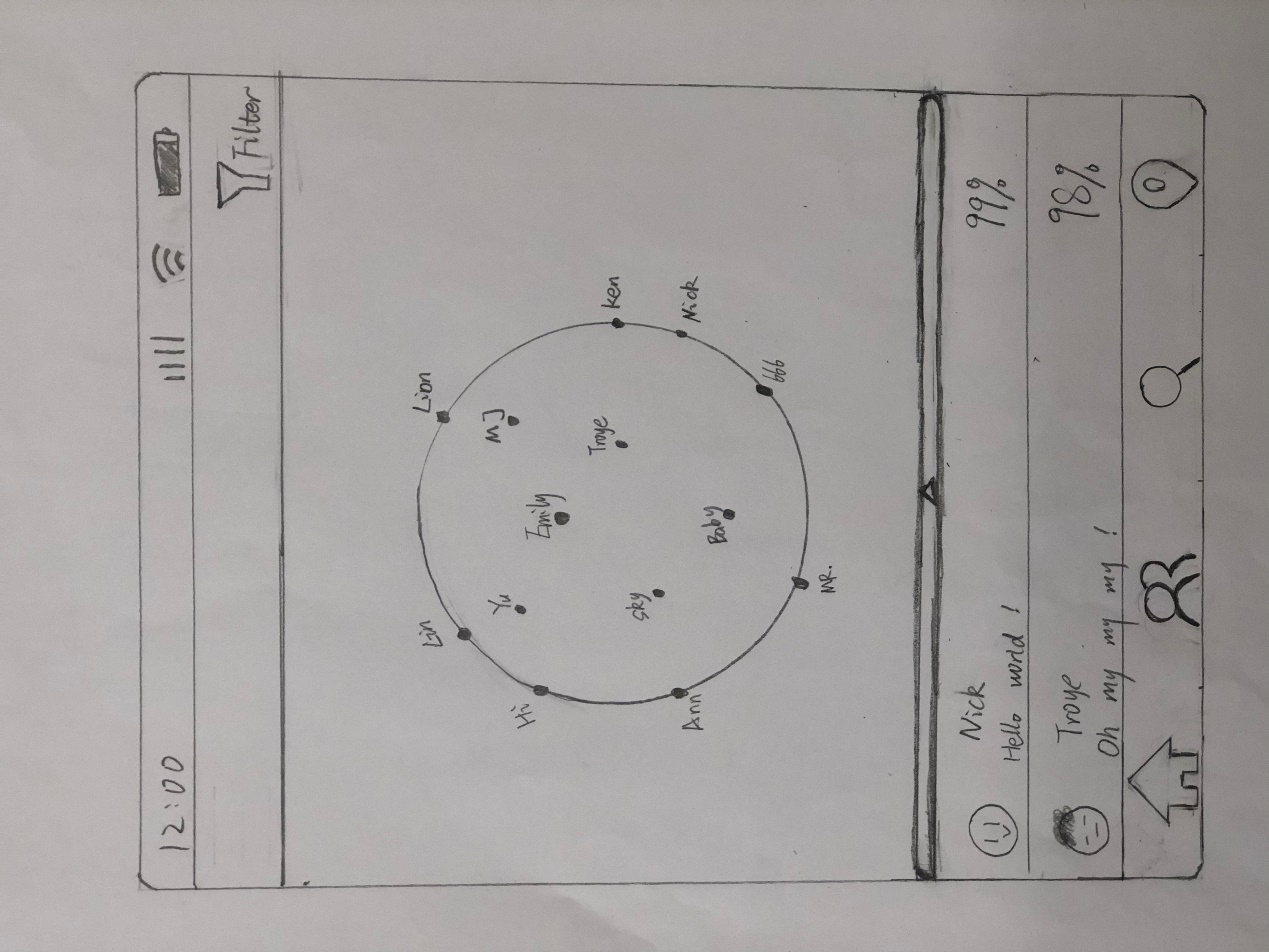 12:00
Filter
Lion
Lin
MJ
Yu
Emily
Hi
Ken
Troye
Sky
Nick
Ann
Baby
666
MR.
Nick
99%
Hello world !
Troye
98%
Oh my my my !